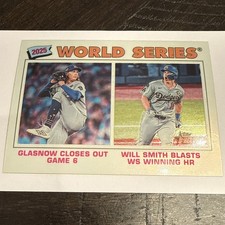 2025
WORLD SERIES®
GLASNOW CLOSES OUT
GAME 6
WILL SMITH BLASTS
WS WINNING HR